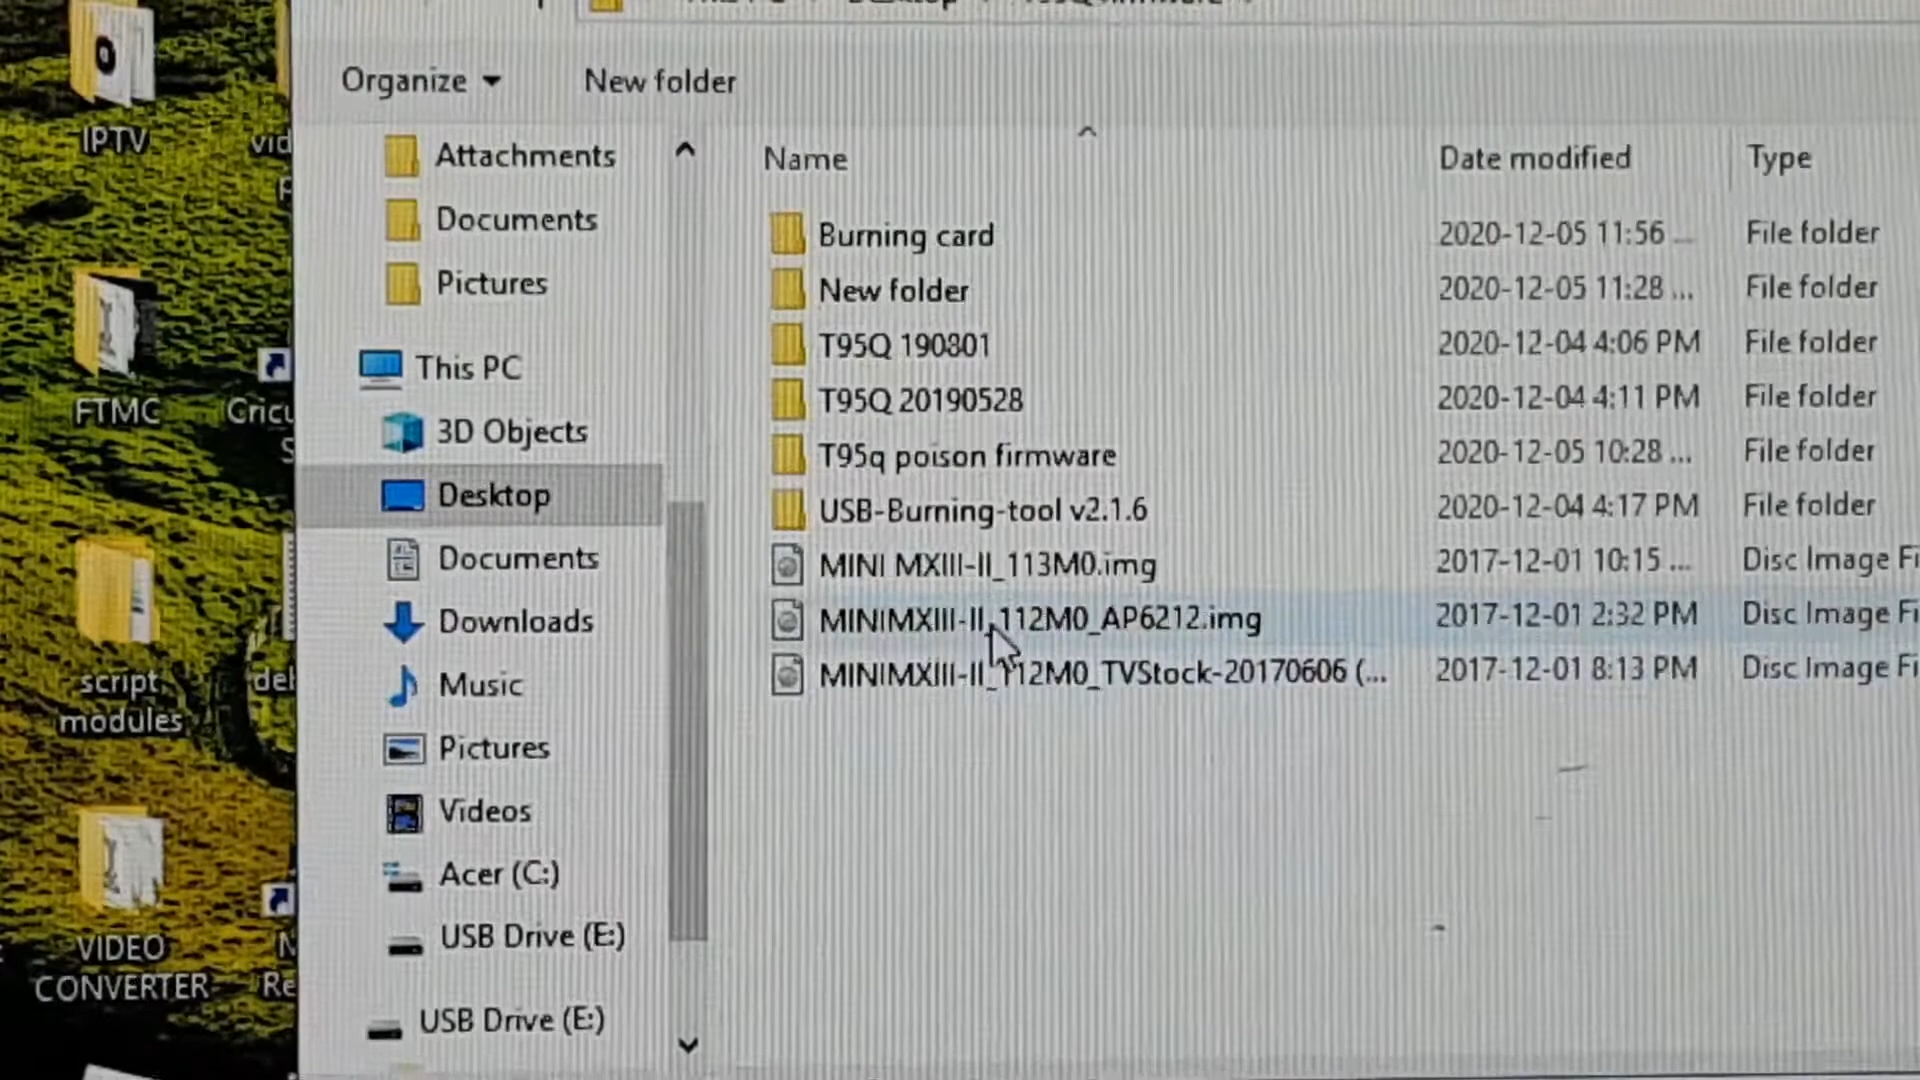 Organize
New folder
Name
Date modified
Type
Attachments
Documents
Pictures
This PC
3D Objects
Desktop
Documents
Downloads
Music
Pictures
Videos
Acer (C:)
USB Drive (E:)
USB Drive (E:)
Burning card 2020-12-05 11:56 ... File folder
New folder 2020-12-05 11:28 ... File folder
T95Q 190801 2020-12-04 4:06 PM File folder
T95Q 20190528 2020-12-04 4:11 PM File folder
T95q poison firmware 2020-12-05 10:28 ... File folder
USB-Burning-tool v2.1.6 2020-12-04 4:17 PM File folder
MINI MXIII-II_113M0.img 2017-12-01 10:15 ... Disc Image Fi
MINIMXIII-II_112M0_AP6212.img 2017-12-01 2:32 PM Disc Image Fi
MINIMXIII-II_112M0_TVStock-20170606 (... 2017-12-01 8:13 PM Disc Image Fi
IPTV
vid
FTMC
Cricu
S
script
modules
del
VIDEO
CONVERTER
Re